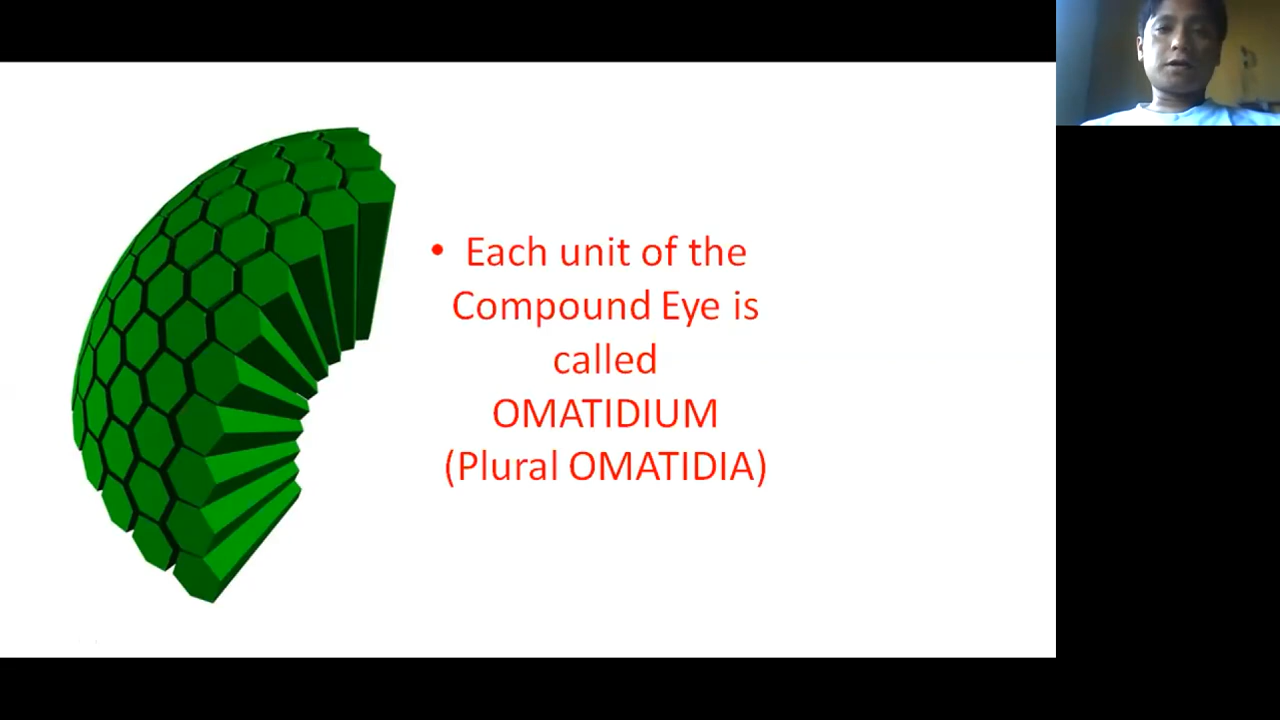 • Each unit of the
Compound Eye is
called
OMATIDIUM
(Plural OMATIDIA)